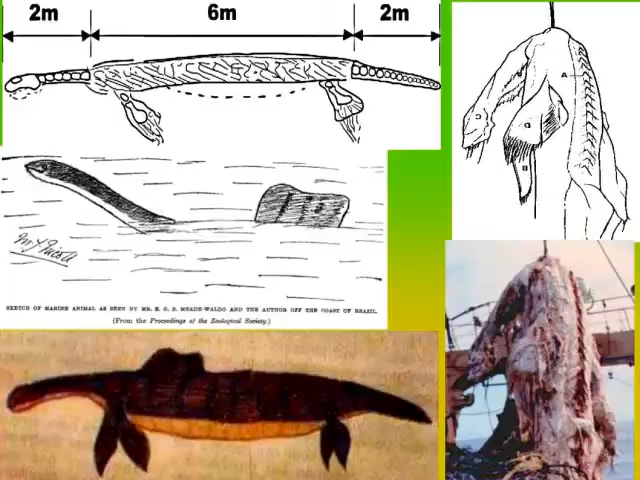 2m 6m 2m
A
SKETCH OF MARINE ANIMAL AS SEEN BY MR. E. G. B. MEADE-WALDO AND THE AUTHOR OFF THE COAST OF BRAZIL.
(From the Proceedings of the Zoological Society.)